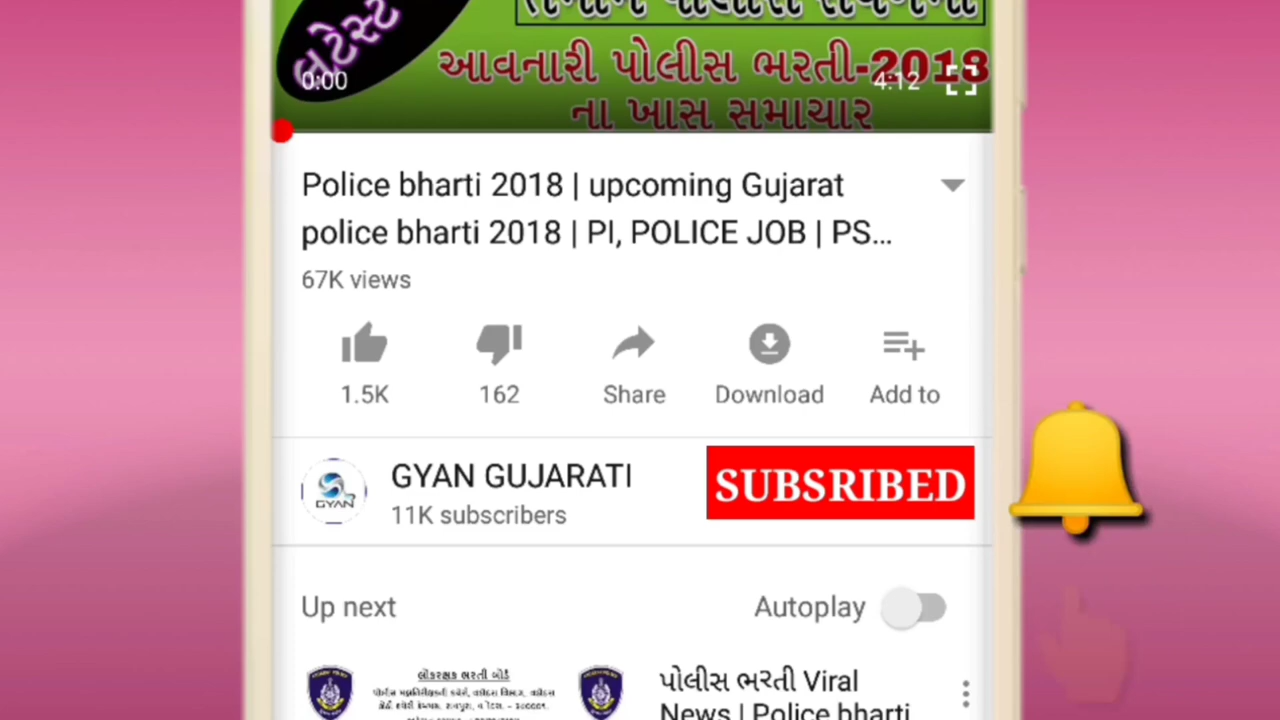 લેટેસ્ટ
આવનારી પોલીસ ભરતી-2018
0:00
4:12
ના ખાસ સમાચાર
Police bharti 2018 | upcoming Gujarat
police bharti 2018 | PI, POLICE JOB | PS...
67K views
1.5K
162
Share
Download
Add to
GYAN GUJARATI
11K subscribers
SUBSRIBED
GYAN
Up next
Autoplay
લોકરક્ષક ભરતી બોર્ડ
પોલીસ ભરતી Viral
News | Police bharti